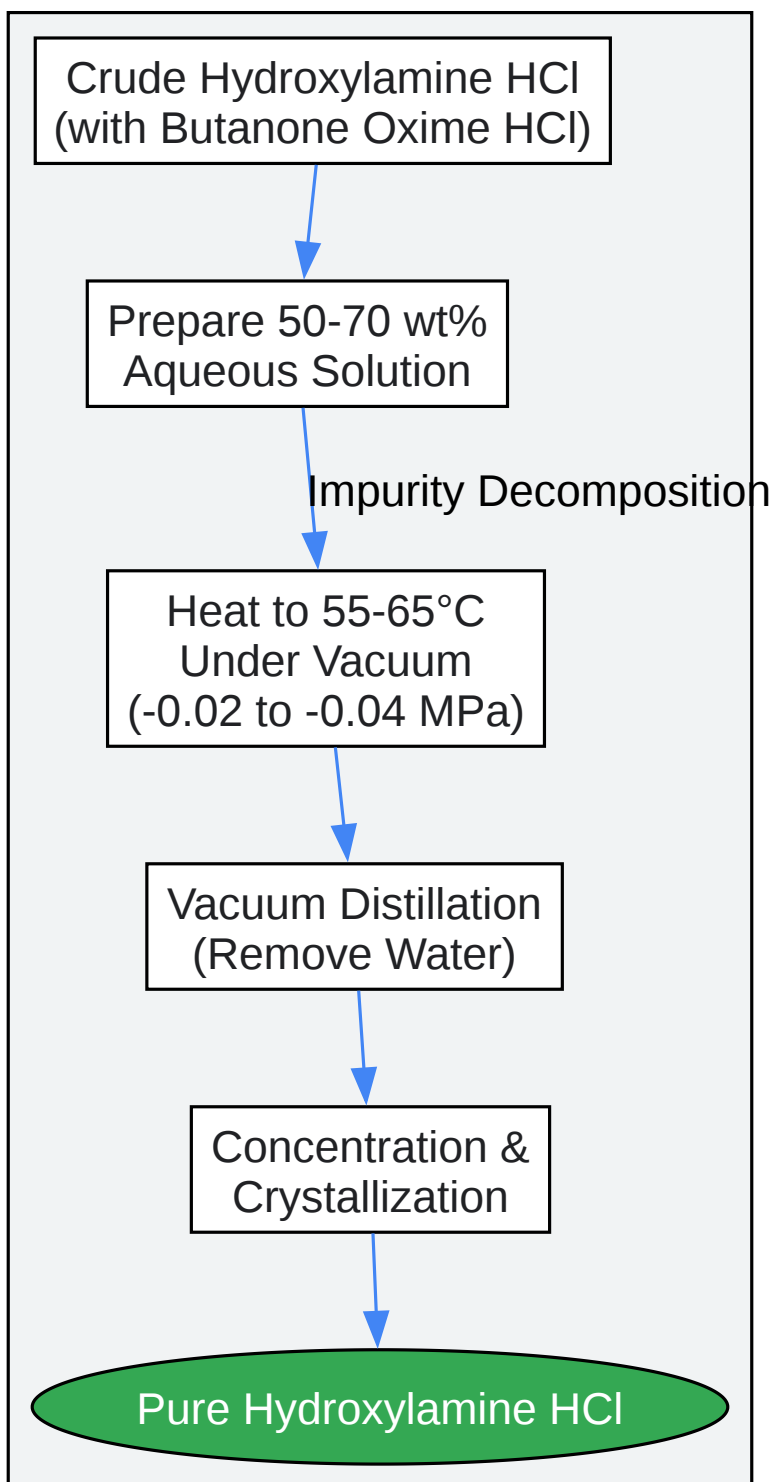 Crude Hydroxylamine HCl
(with Butanone Oxime HCl)
Prepare 50-70 wt%
Aqueous Solution
Impurity Decomposition
Heat to 55-65°C
Under Vacuum
(-0.02 to -0.04 MPa)
Vacuum Distillation
(Remove Water)
Concentration &
Crystallization
Pure Hydroxylamine HCl